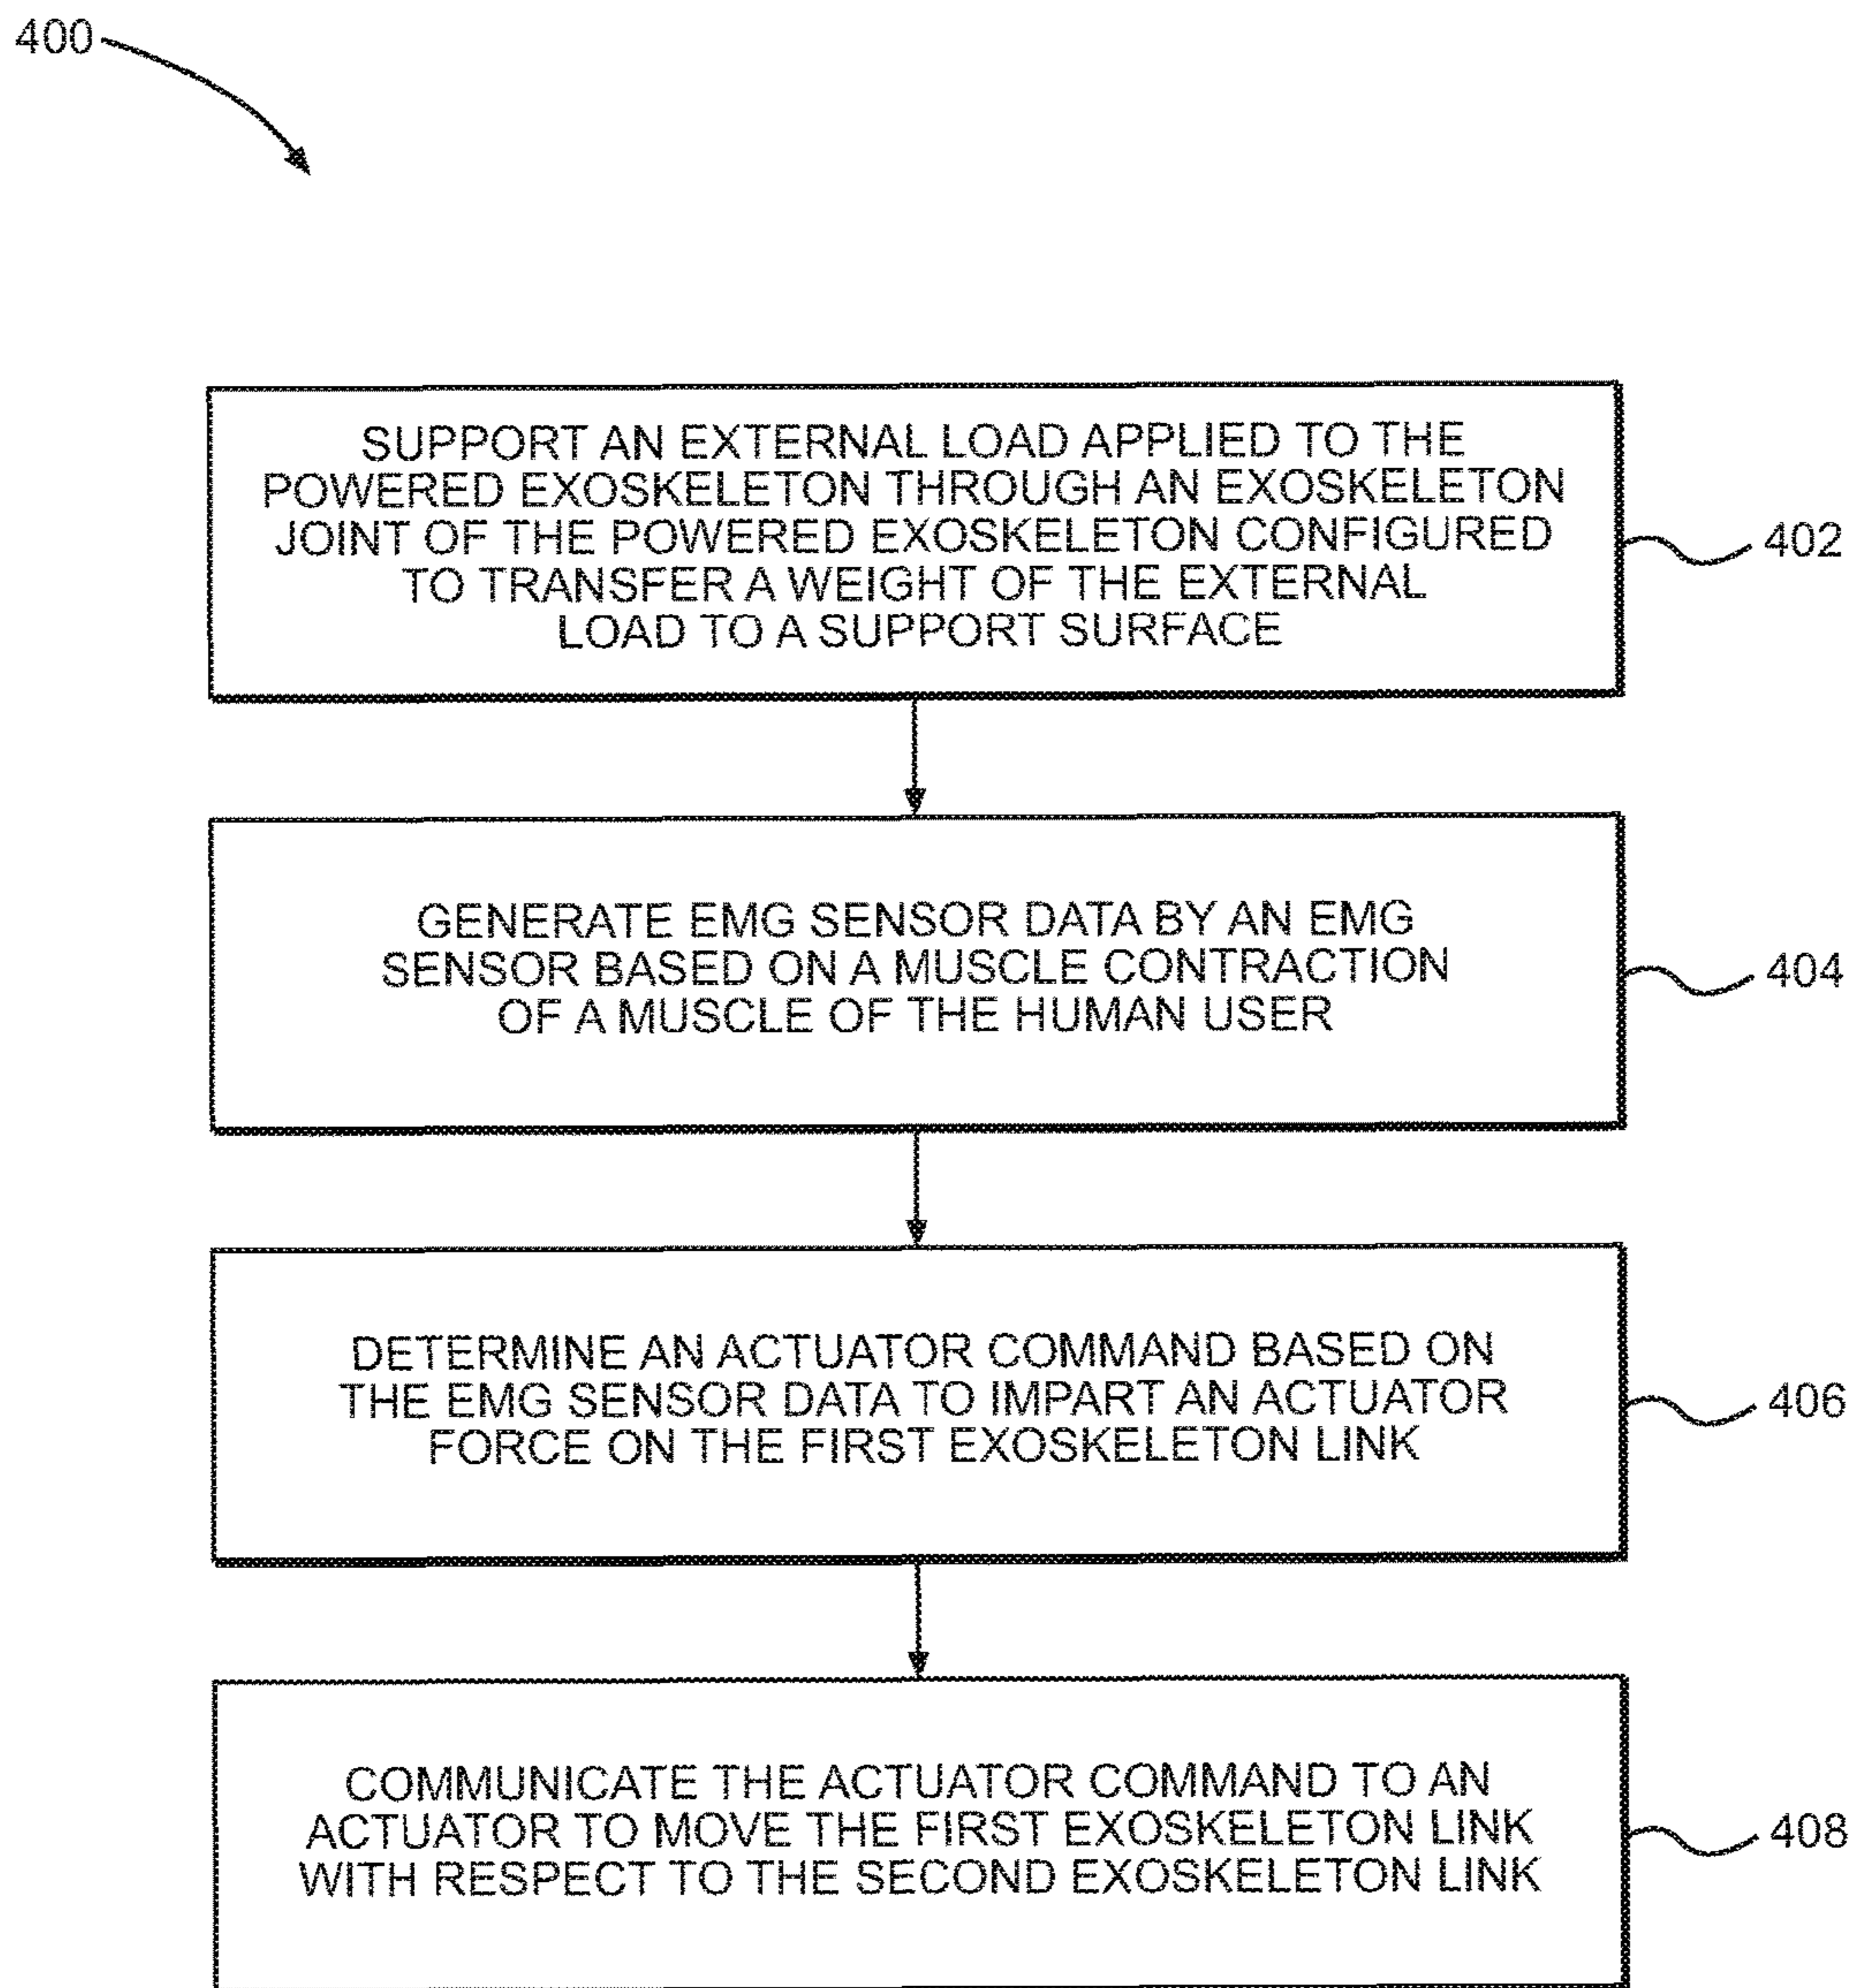 400
SUPPORT AN EXTERNAL LOAD APPLIED TO THE
POWERED EXOSKELETON THROUGH AN EXOSKELETON
JOINT OF THE POWERED EXOSKELETON CONFIGURED
TO TRANSFER A WEIGHT OF THE EXTERNAL
LOAD TO A SUPPORT SURFACE
402
GENERATE EMG SENSOR DATA BY AN EMG
SENSOR BASED ON A MUSCLE CONTRACTION
OF A MUSCLE OF THE HUMAN USER
404
DETERMINE AN ACTUATOR COMMAND BASED ON
THE EMG SENSOR DATA TO IMPART AN ACTUATOR
FORCE ON THE FIRST EXOSKELETON LINK
406
COMMUNICATE THE ACTUATOR COMMAND TO AN
ACTUATOR TO MOVE THE FIRST EXOSKELETON LINK
WITH RESPECT TO THE SECOND EXOSKELETON LINK
408